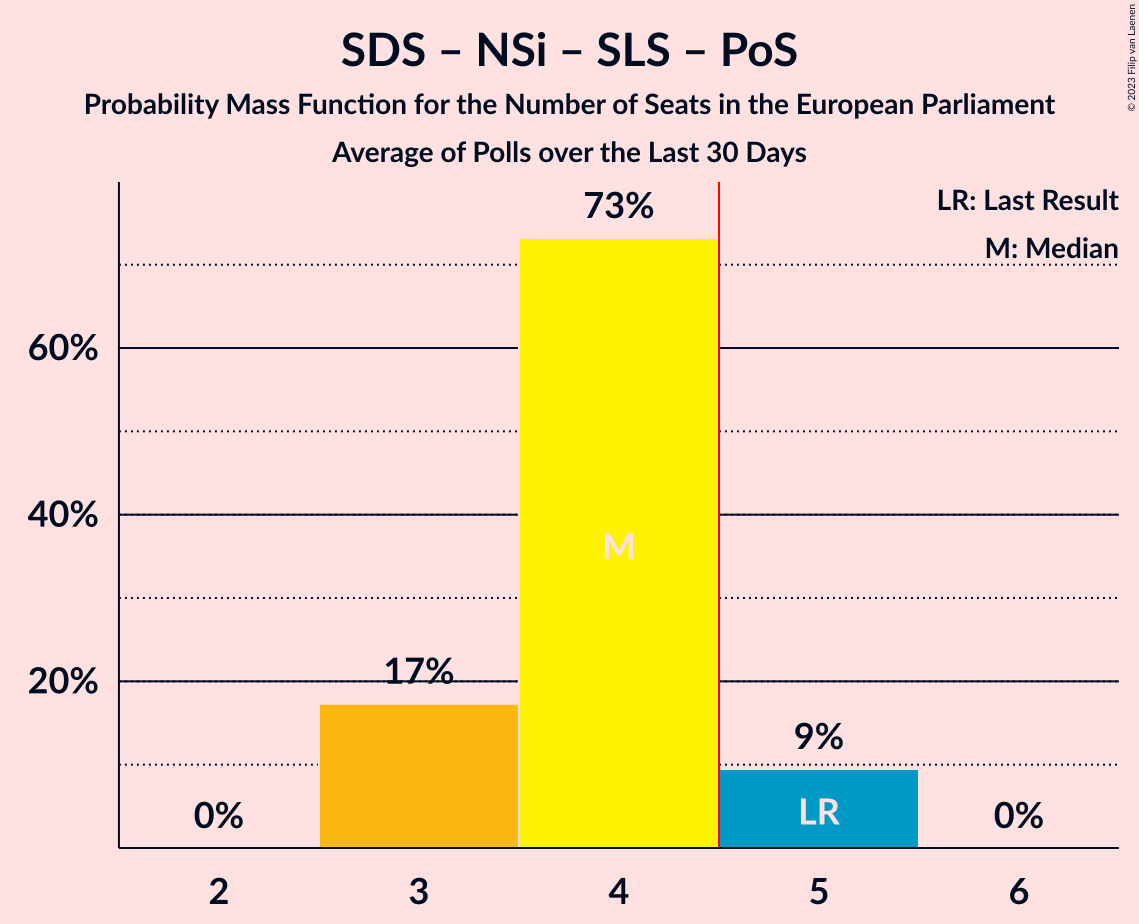 SDS – NSi – SLS – PoS
Probability Mass Function for the Number of Seats in the European Parliament
Average of Polls over the Last 30 Days
© 2023 Filip van Laenen
LR: Last Result
M: Median
73%
60%
40%
M
17%
20%
9%
0%
LR
0%
2 3 4 5 6